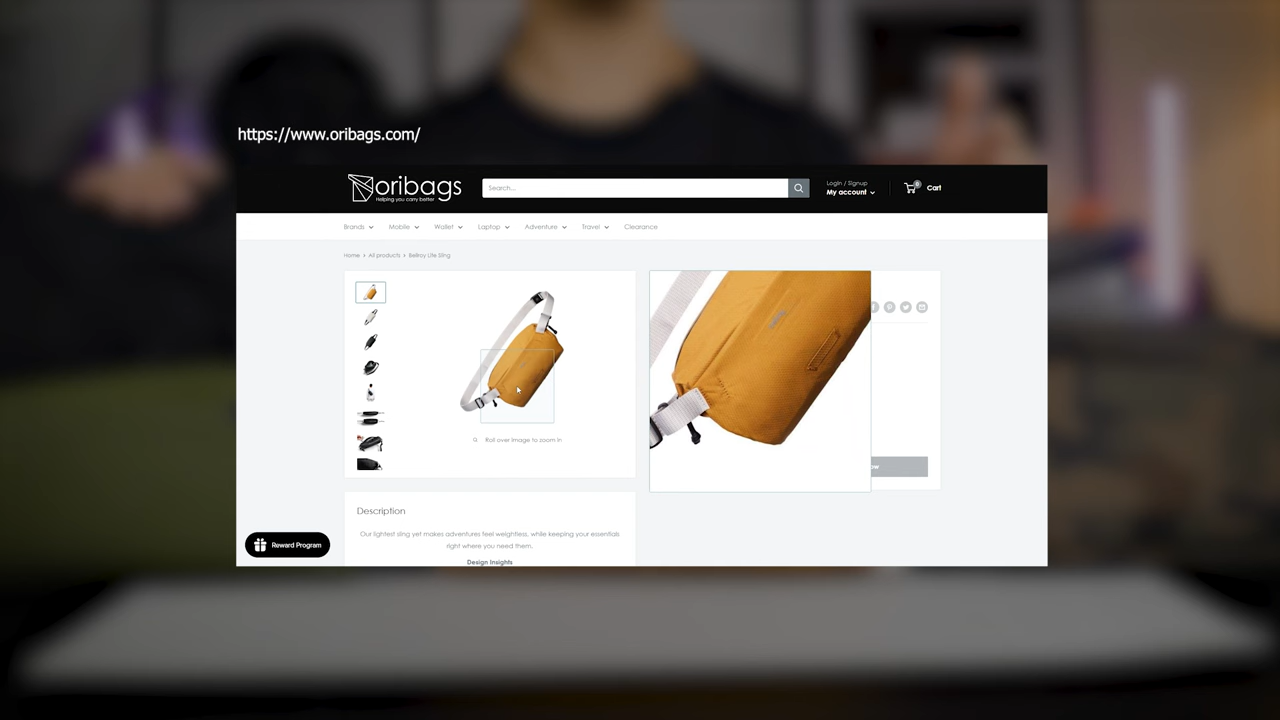 https://www.oribags.com/
oribags
Helping you carry better
Search...
Login / Signup
My account
0
Cart
Brands
Mobile
Wallet
Laptop
Adventure
Travel
Clearance
Home > All products > Bellroy Lite Sling
Roll over image to zoom in
ow
Description
Our lightest sling yet makes adventures feel weightless, while keeping your essentials
right where you need them.
Design Insights
Reward Program